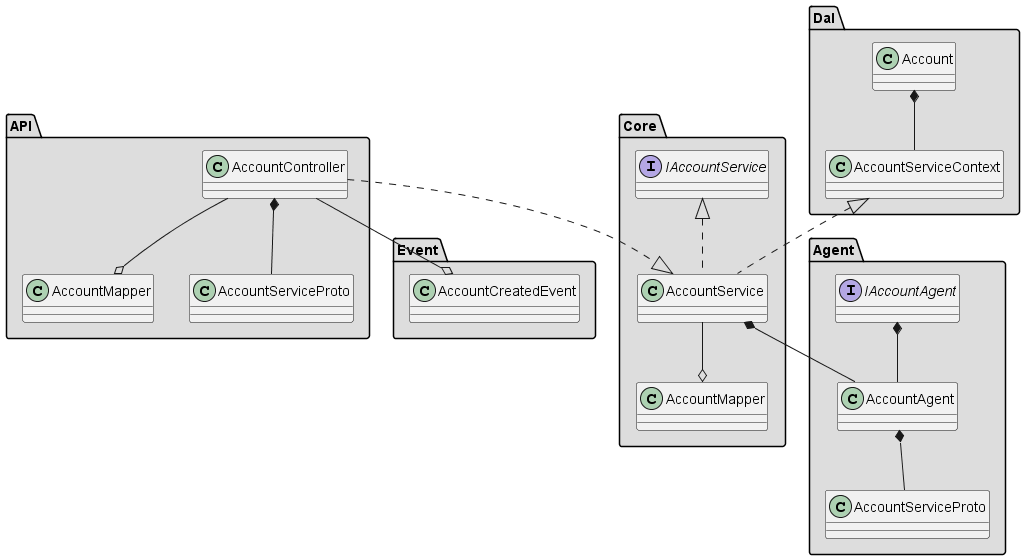 Dal
C Account
API
Core
C AccountController
I IAccountService
C AccountServiceContext
Event
Agent
C AccountMapper
C AccountServiceProto
C AccountCreatedEvent
C AccountService
I IAccountAgent
C AccountMapper
C AccountAgent
C AccountServiceProto